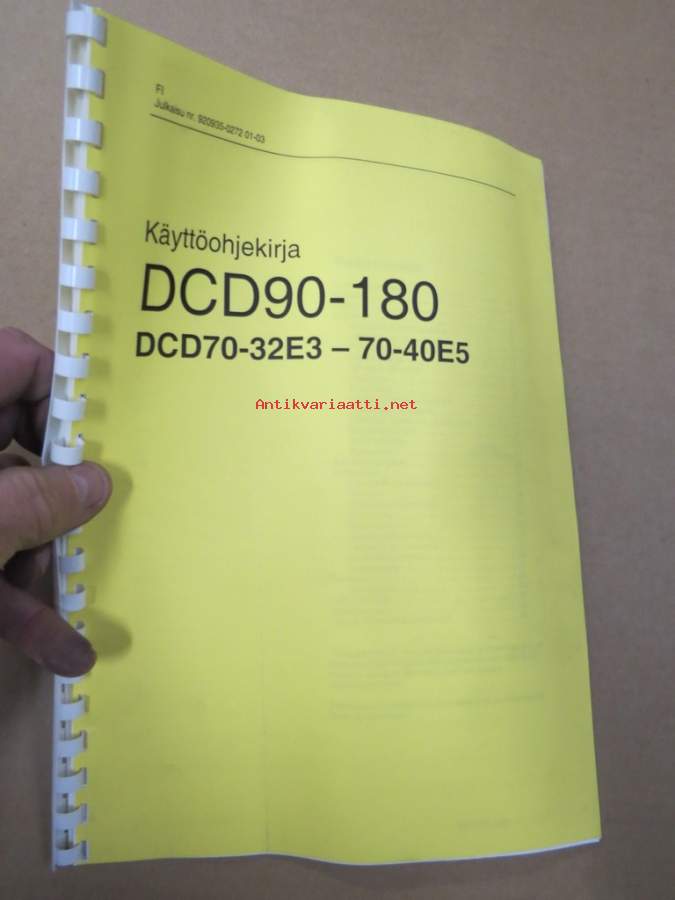 FI
Julkaisu nr. 920935-0272 01-03
Käyttöohjekirja
DCD90-180
DCD70-32E3 – 70-40E5
Antikvariaatti.net